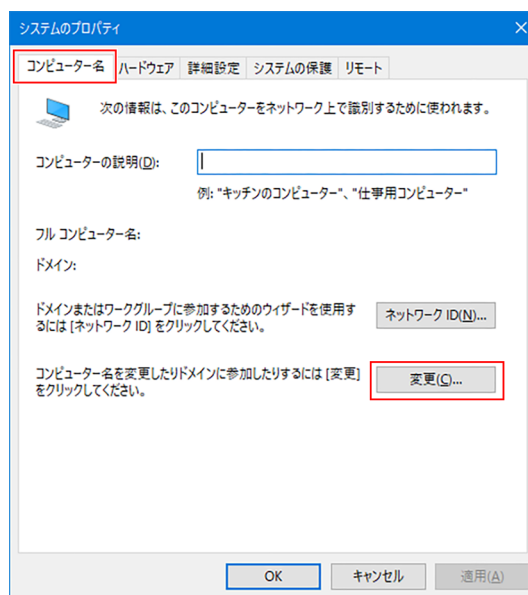 システムのプロパティ
コンピューター名 ハードウェア 詳細設定 システムの保護 リモート
次の情報は、このコンピューターをネットワーク上で識別するために使われます。
コンピューターの説明(D):
例: "キッチンのコンピューター"、"仕事用コンピューター"
フル コンピューター名:
ドメイン:
ドメインまたはワークグループに参加するためのウィザードを使用す
るには [ネットワーク ID] をクリックしてください。
ネットワーク ID(N)...
コンピューター名を変更したりドメインに参加したりするには [変更]
をクリックしてください。
変更(C)...
OK キャンセル 適用(A)